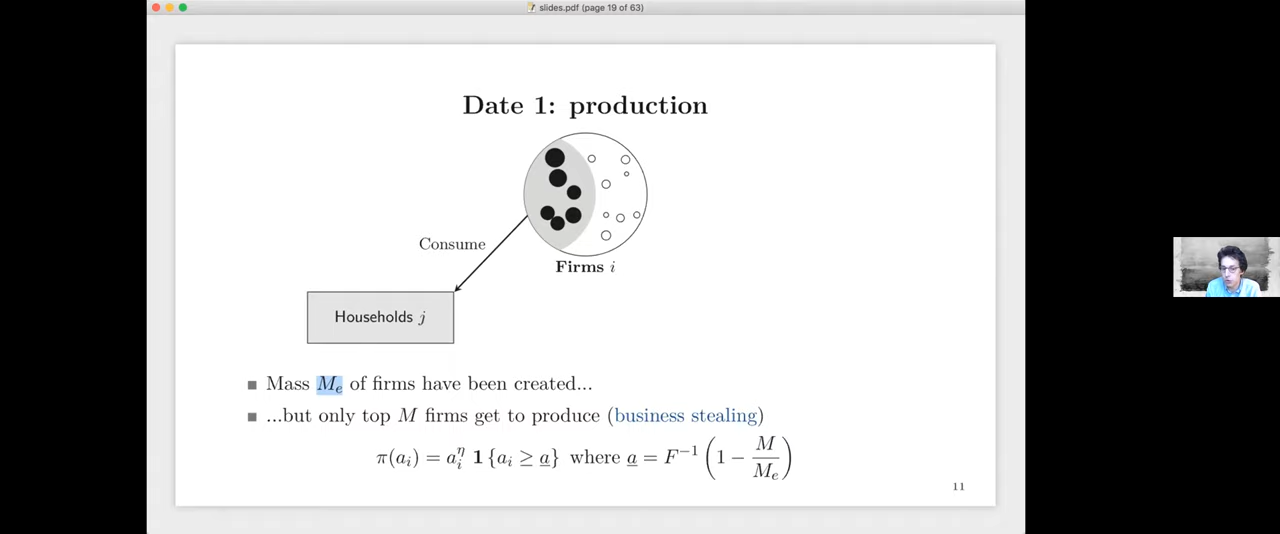 slides.pdf (page 19 of 63)
Date 1: production
Consume
Firms i
Households j
Mass Mₑ of firms have been created...
...but only top M firms get to produce (business stealing)
π(aᵢ) = aᵢ^η 𝟏 {aᵢ ≥ a̲} where a̲ = F⁻¹ (1 − M/Mₑ)
11